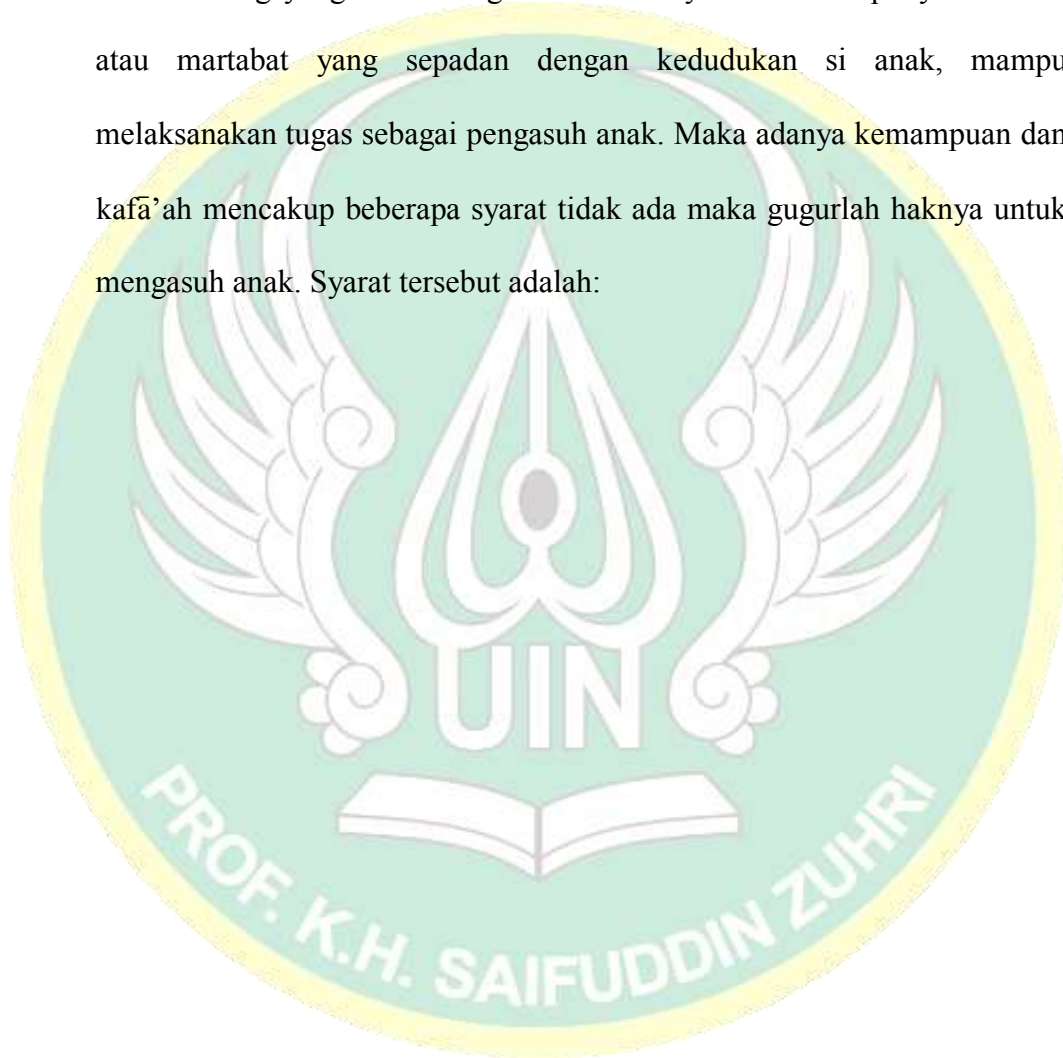 atau martabat yang sepadan dengan kedudukan si anak, mampu
melaksanakan tugas sebagai pengasuh anak. Maka adanya kemampuan dan
kafā’ah mencakup beberapa syarat tidak ada maka gugurlah haknya untuk
mengasuh anak. Syarat tersebut adalah:
UIN
PROF. K.H. SAIFUDDIN ZUHRI